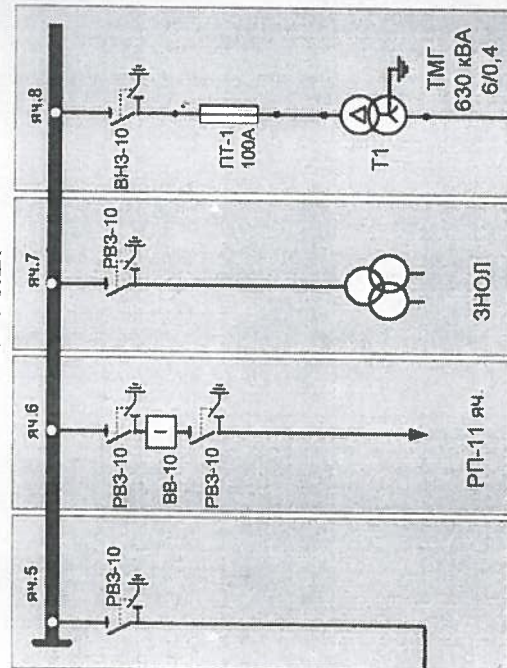 яч.5
РВЗ-10
яч.6
РВЗ-10
ВВ-10
РВЗ-10
РП-11 яч.
яч.7
РВЗ-10
ЗНОЛ
яч.8
ВНЗ-10
ПТ-1
100А
Т1
ТМГ
630 кВА
6/0,4